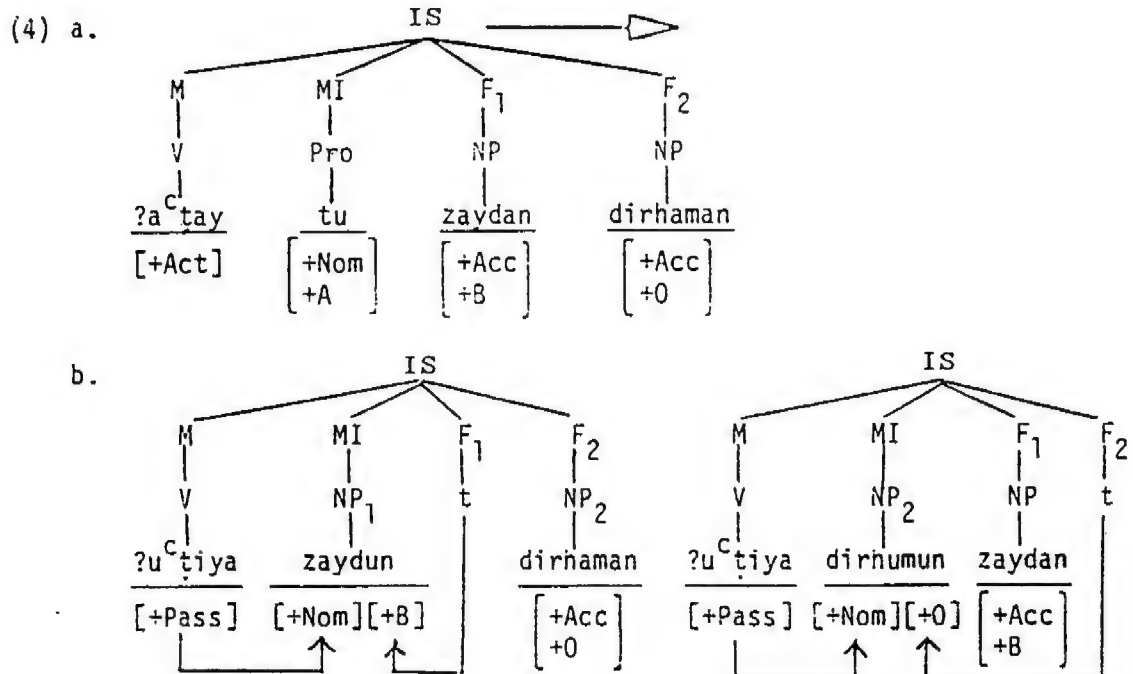 (4) a. IS
M MI F1 F2
V Pro NP NP
?aᶜtay tu zaydan dirhaman
[+Act] [+Nom +Acc +Acc
+A] +B] +O]
b. IS IS
M MI F1 F2 M MI F1 F2
V NP1 t NP2 V NP2 NP t
?uᶜtiya zaydun dirhaman ?uᶜtiya dirhumun zaydan
[+Pass] [+Nom][+B] [+Acc [+Pass] [+Nom][+O] [+Acc
+O] +B]